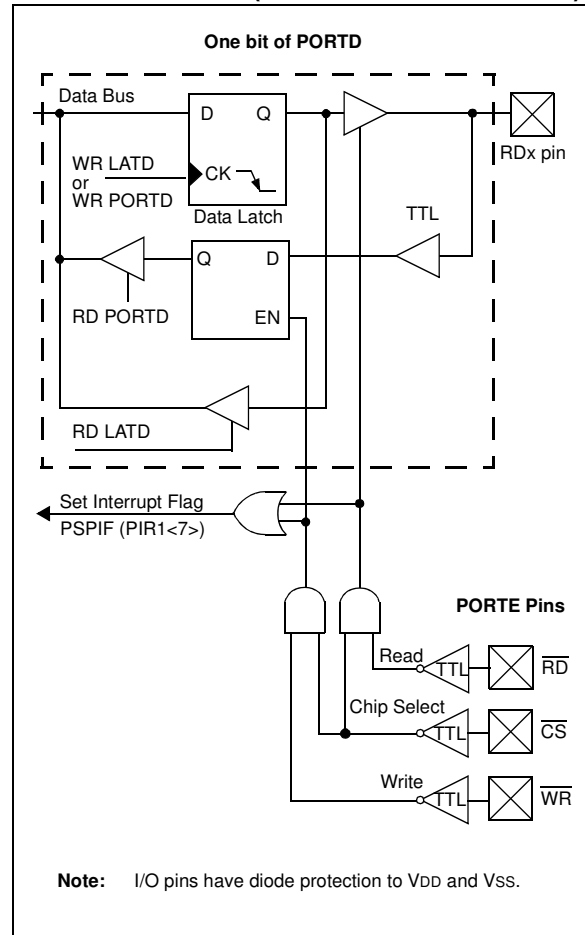 One bit of PORTD
Data Bus
D Q
RDx pin
WR LATD
or
WR PORTD
CK
Data Latch
TTL
Q D
EN
RD PORTD
RD LATD
Set Interrupt Flag
PSPIF (PIR1<7>)
PORTE Pins
Read
TTL
RD
Chip Select
TTL
CS
Write
TTL
WR
Note: I/O pins have diode protection to VDD and VSS.